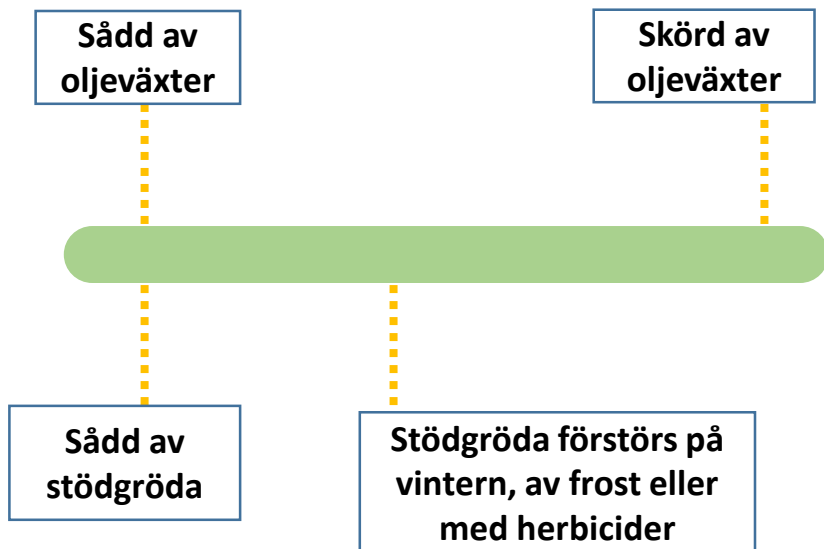 Sådd av
oljeväxter
Skörd av
oljeväxter
Sådd av
stödgröda
Stödgröda förstörs på
vintern, av frost eller
med herbicider